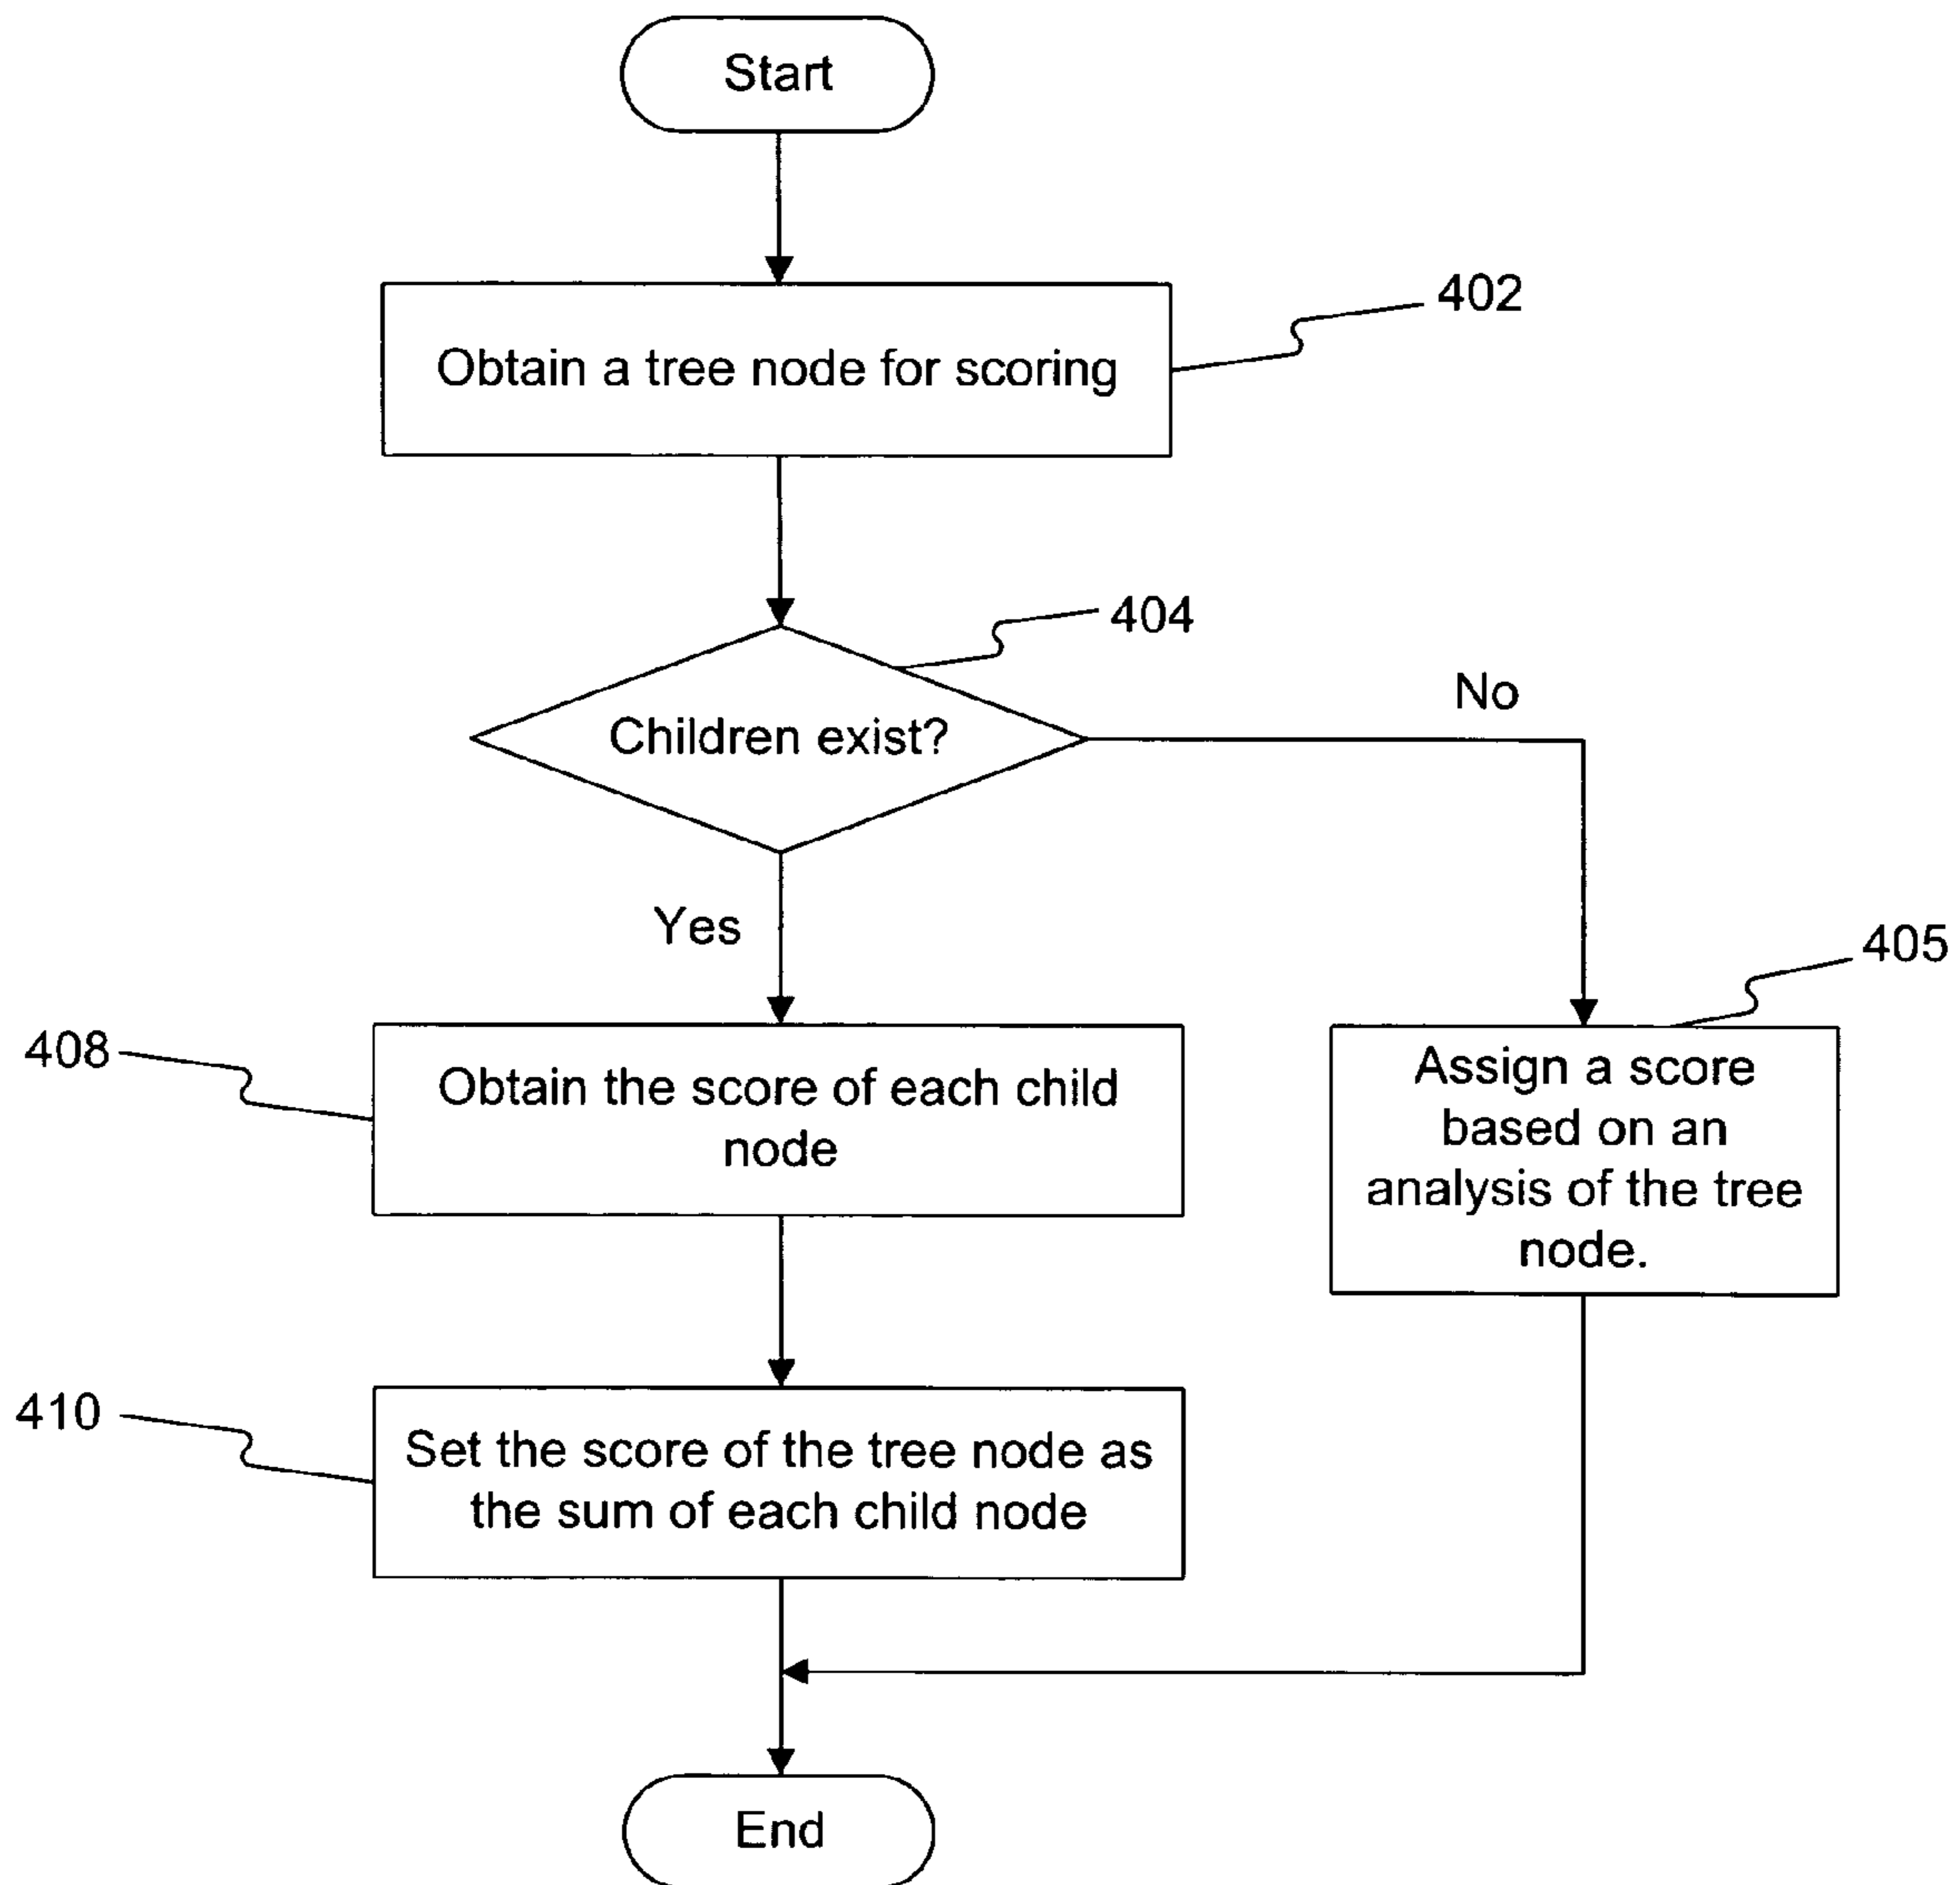 Start
402
Obtain a tree node for scoring
404
Children exist?
No
Yes
405
408
Obtain the score of each child
node
Assign a score
based on an
analysis of the tree
node.
410
Set the score of the tree node as
the sum of each child node
End